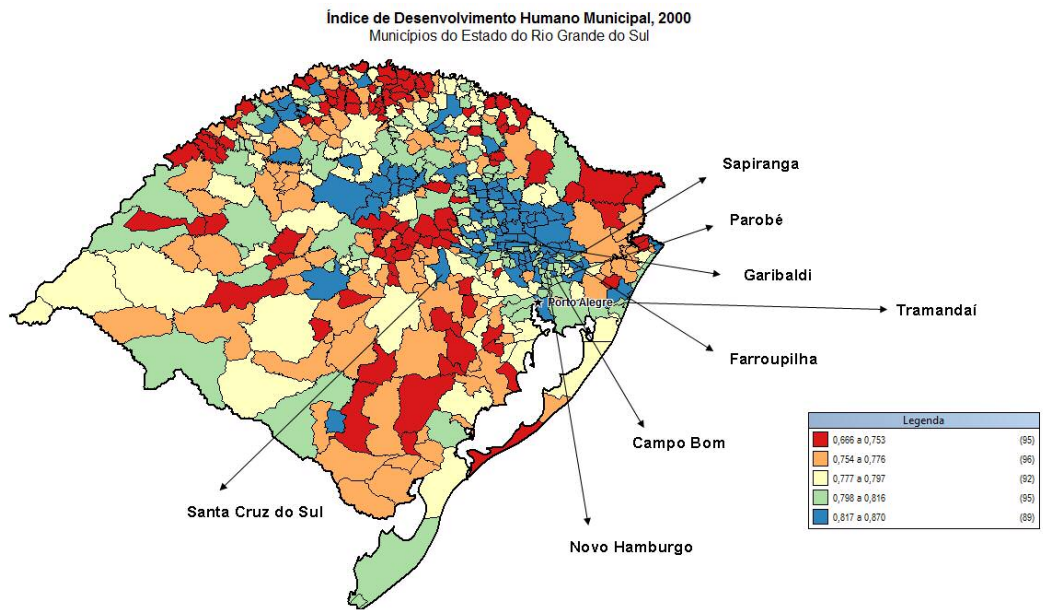 Índice de Desenvolvimento Humano Municipal, 2000
Municípios do Estado do Rio Grande do Sul
Sapiranga
Parobé
Garibaldi
Porto Alegre
Tramandaí
Farroupilha
Campo Bom
Santa Cruz do Sul
Novo Hamburgo
Legenda
0,666 a 0,753 (95)
0,754 a 0,776 (96)
0,777 a 0,797 (92)
0,798 a 0,816 (95)
0,817 a 0,870 (89)